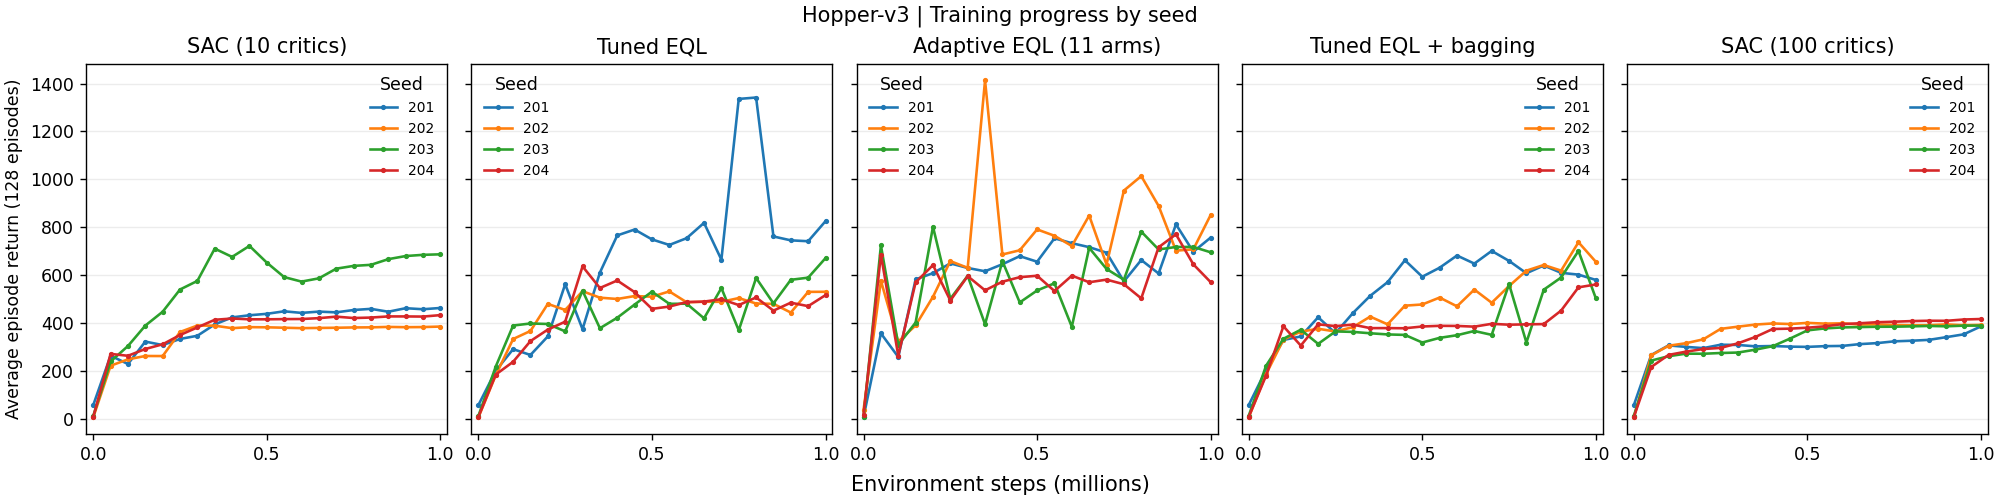 Hopper-v3 | Training progress by seed
SAC (10 critics)
Tuned EQL
Adaptive EQL (11 arms)
Tuned EQL + bagging
SAC (100 critics)
Average episode return (128 episodes)
1400
1200
1000
800
600
400
200
0
Seed
201
202
203
204
Seed
201
202
203
204
Seed
201
202
203
204
Seed
201
202
203
204
Seed
201
202
203
204
0.0 0.5 1.0
0.0 0.5 1.0
0.0 0.5 1.0
0.0 0.5 1.0
0.0 0.5 1.0
Environment steps (millions)